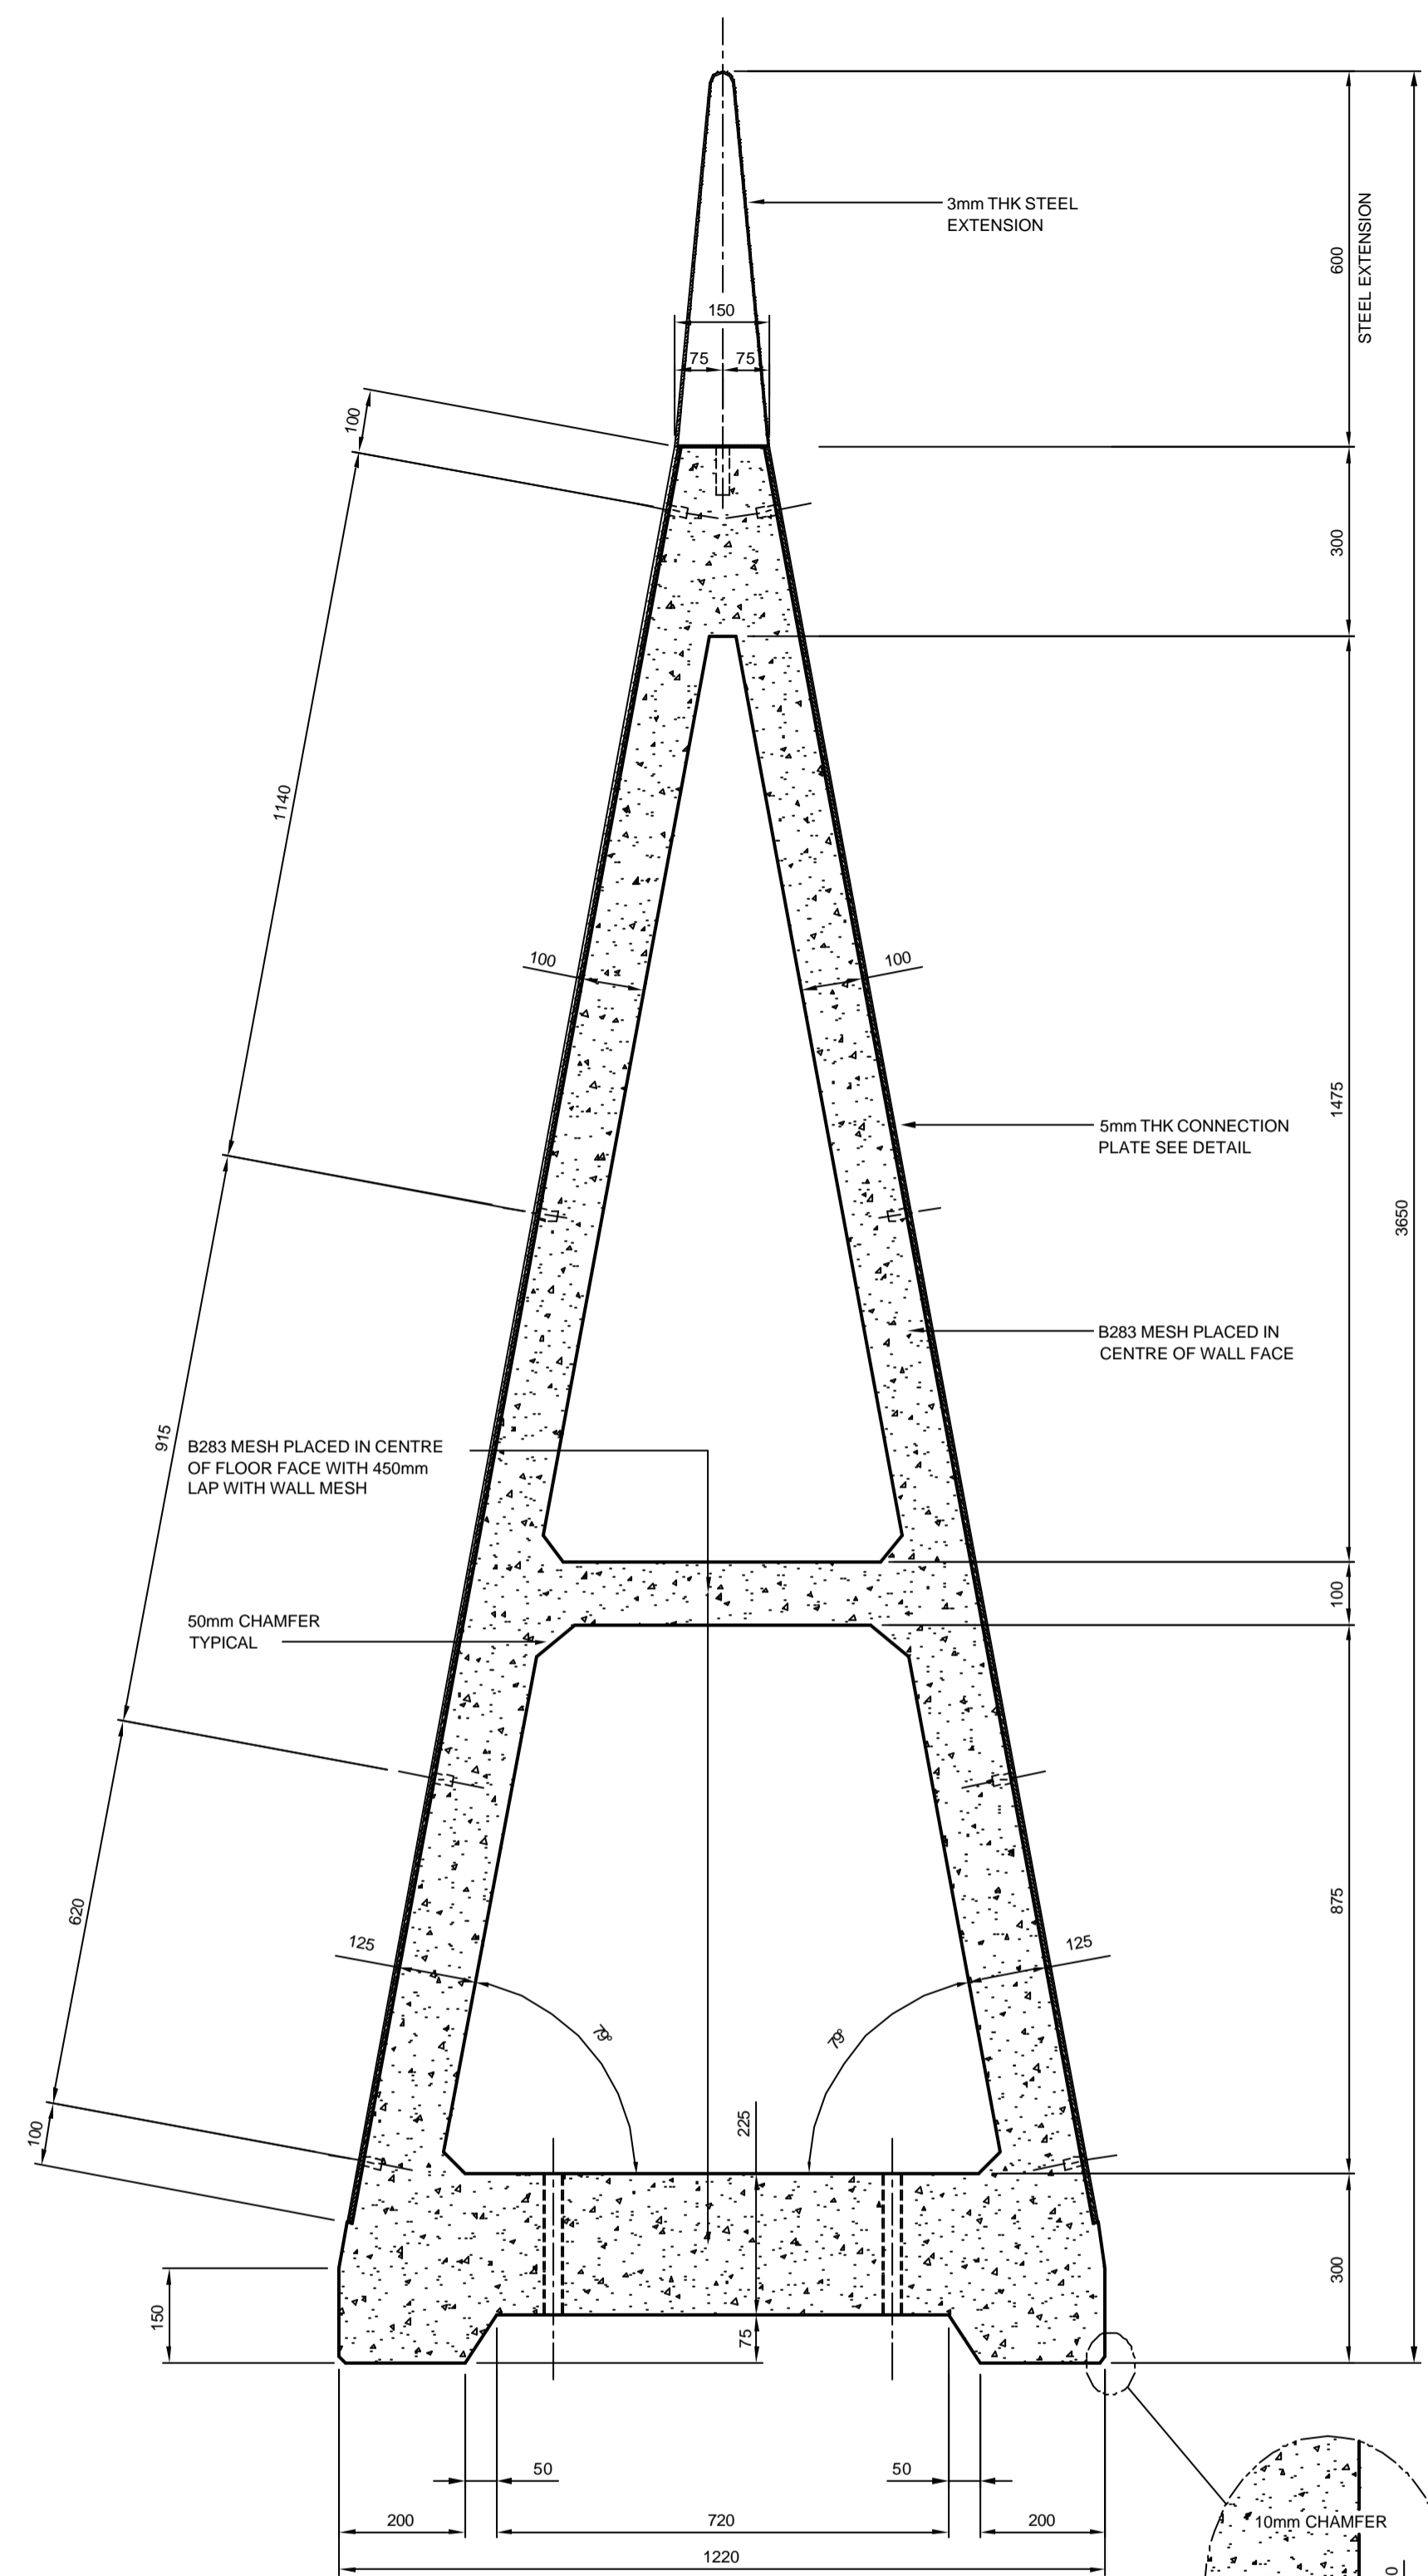 3mm THK STEEL
EXTENSION
600
STEEL EXTENSION
150
75
75
100
300
1140
100
100
1475
5mm THK CONNECTION
PLATE SEE DETAIL
3650
B283 MESH PLACED IN
CENTRE OF WALL FACE
915
B283 MESH PLACED IN CENTRE
OF FLOOR FACE WITH 450mm
LAP WITH WALL MESH
100
50mm CHAMFER
TYPICAL
875
620
125
125
79°
79°
225
100
300
150
75
50
50
200
720
200
10mm CHAMFER
1220